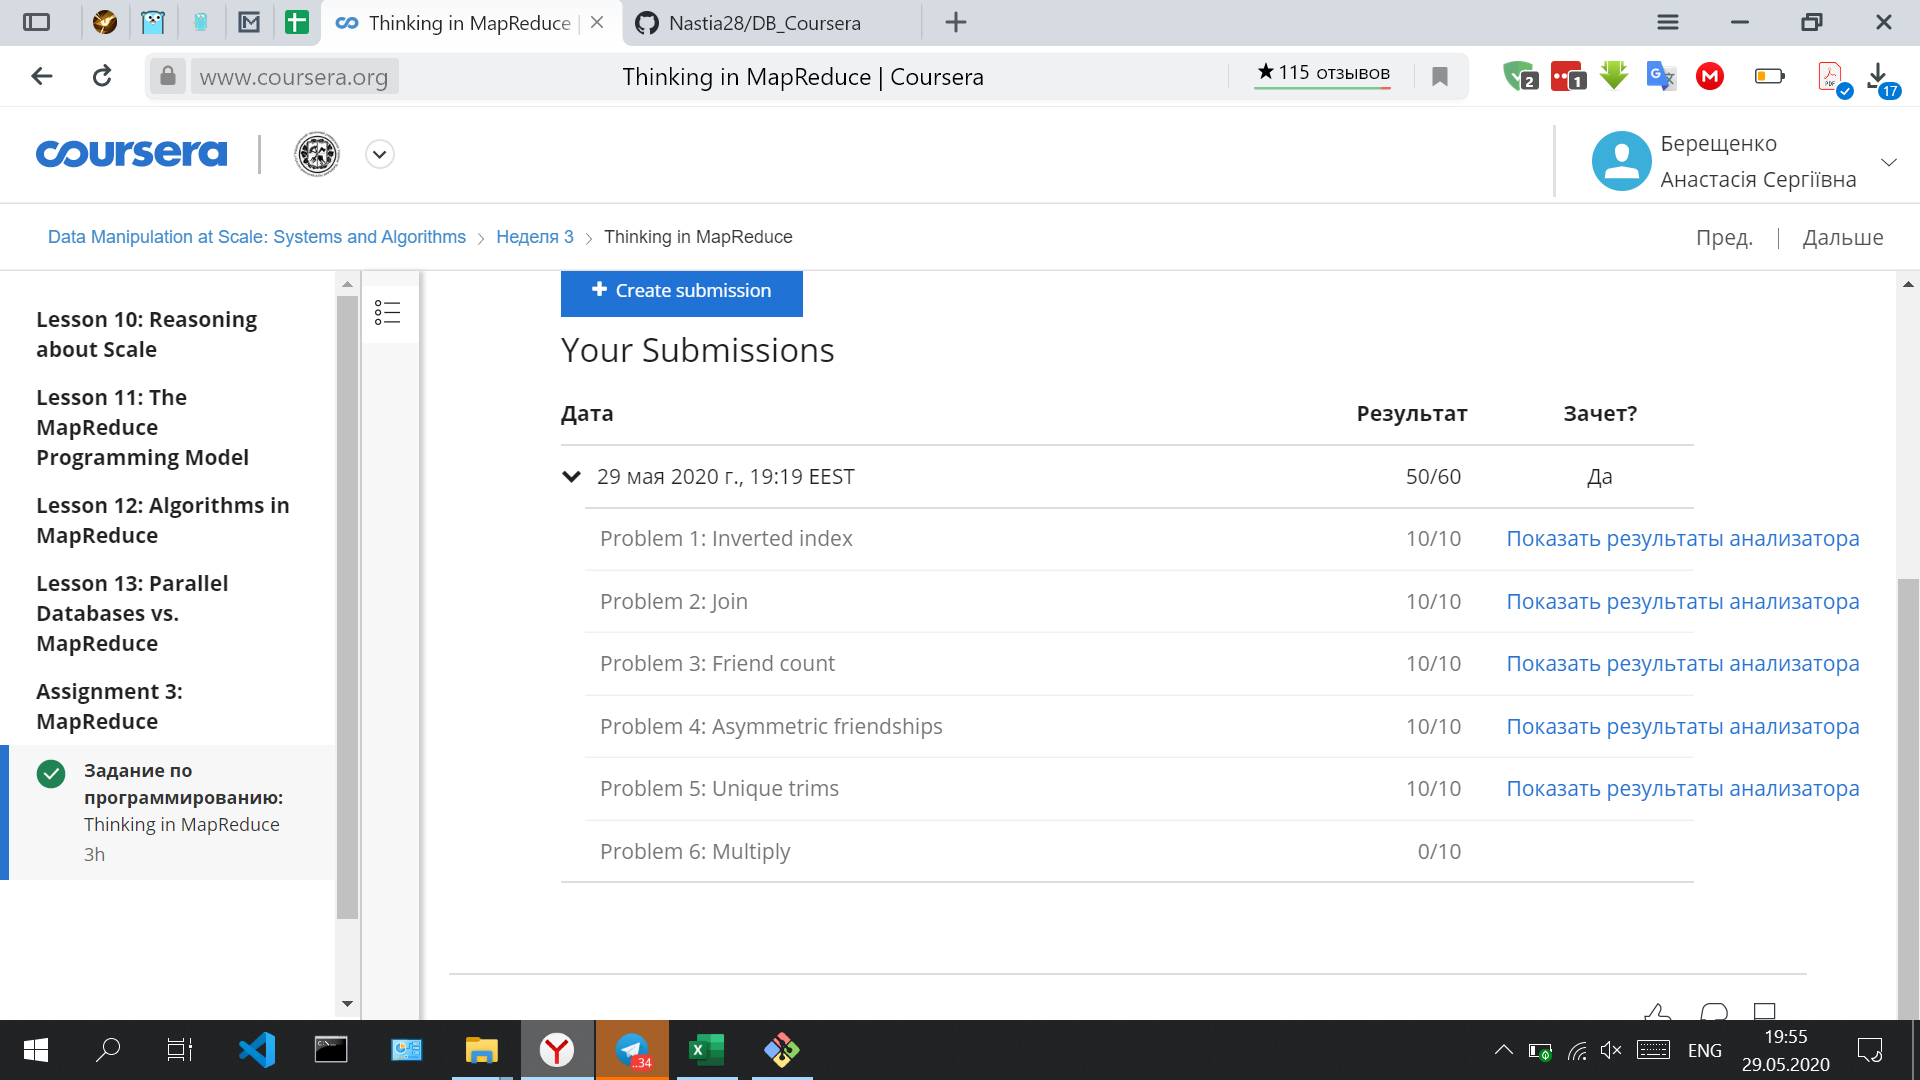 Thinking in MapReduce |
Nastia28/DB_Coursera
www.coursera.org
Thinking in MapReduce | Coursera
★ 115 отзывов
2
1
17
coursera
Берещенко
Анастасія Сергіївна
Data Manipulation at Scale: Systems and Algorithms > Неделя 3 > Thinking in MapReduce
Пред. | Дальше
Lesson 10: Reasoning
about Scale
Lesson 11: The
MapReduce
Programming Model
Lesson 12: Algorithms in
MapReduce
Lesson 13: Parallel
Databases vs.
MapReduce
Assignment 3:
MapReduce
Задание по
программированию:
Thinking in MapReduce
3h
+ Create submission
Your Submissions
Дата Результат Зачет?
29 мая 2020 г., 19:19 EEST 50/60 Да
Problem 1: Inverted index 10/10 Показать результаты анализатора
Problem 2: Join 10/10 Показать результаты анализатора
Problem 3: Friend count 10/10 Показать результаты анализатора
Problem 4: Asymmetric friendships 10/10 Показать результаты анализатора
Problem 5: Unique trims 10/10 Показать результаты анализатора
Problem 6: Multiply 0/10
..34
ENG
19:55
29.05.2020